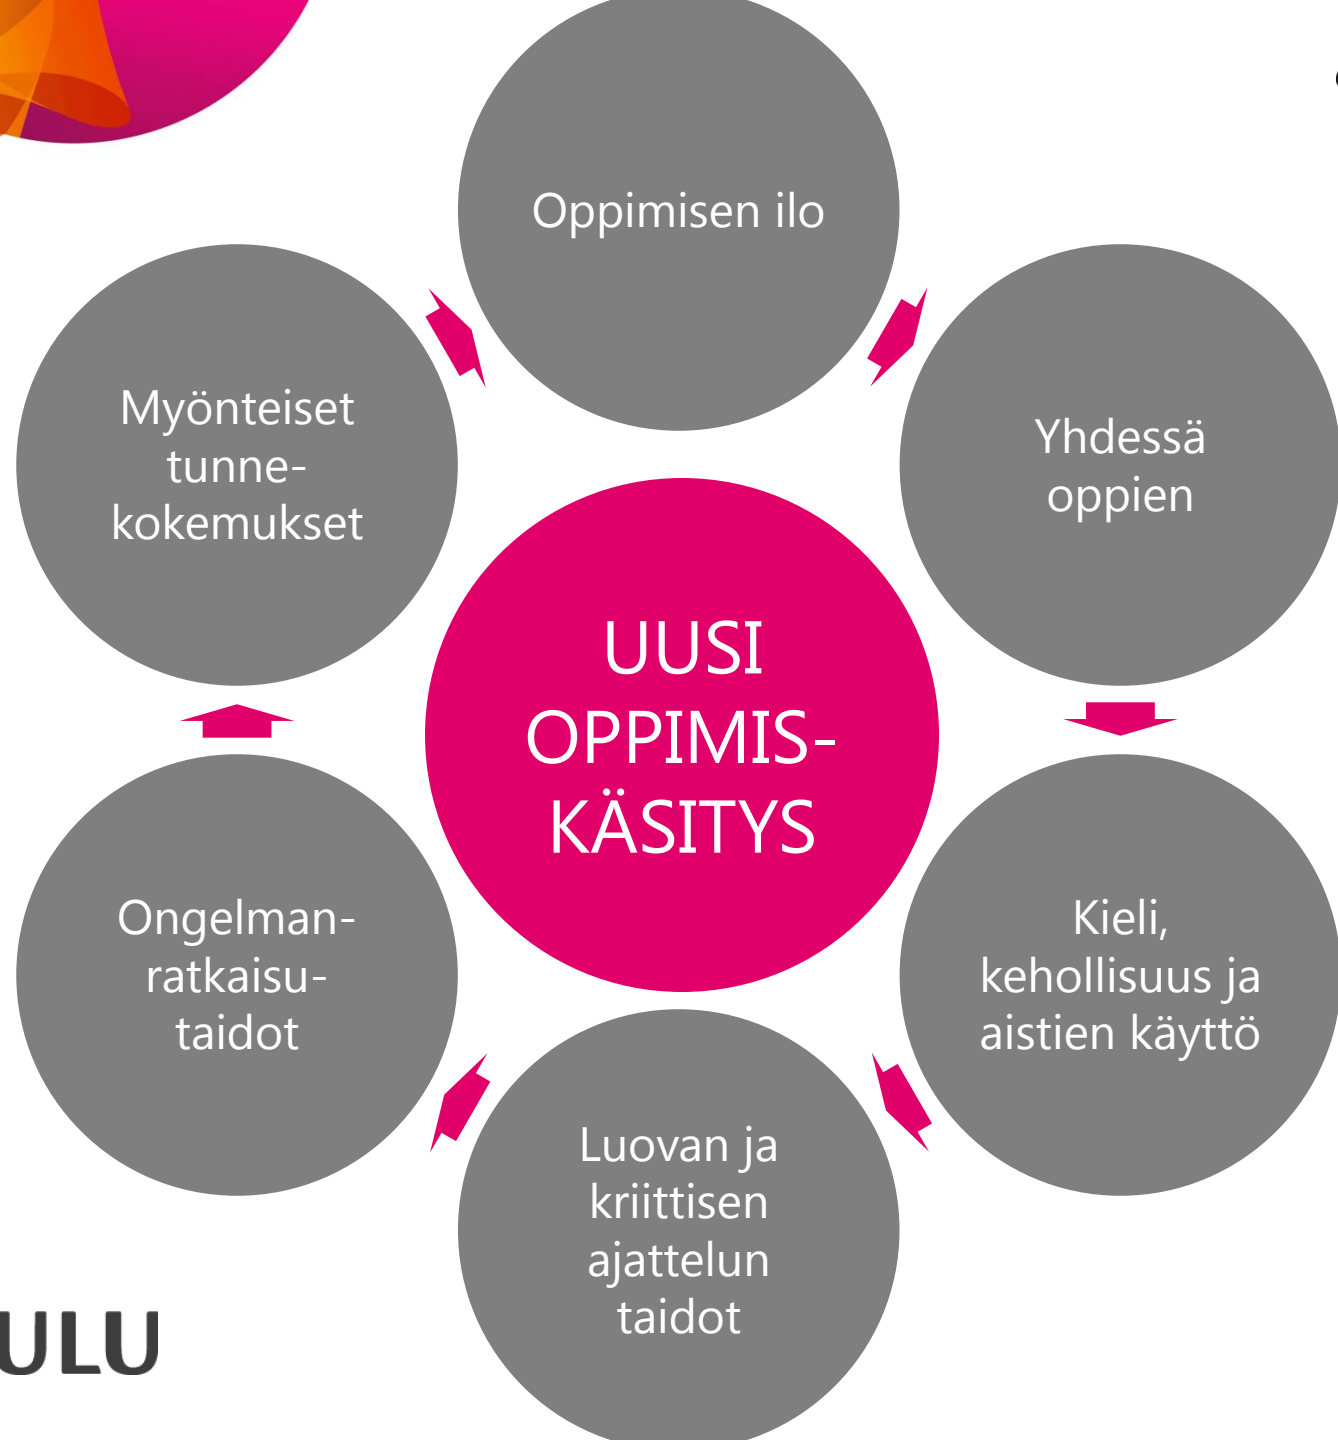 Oppimisen ilo
Yhdessä
oppien
Kieli,
kehollisuus ja
aistien käyttö
Luovan ja
kriittisen
ajattelun
taidot
Ongelman-
ratkaisu-
taidot
Myönteiset
tunne-
kokemukset
UUSI
OPPIMIS-
KÄSITYS
ULU